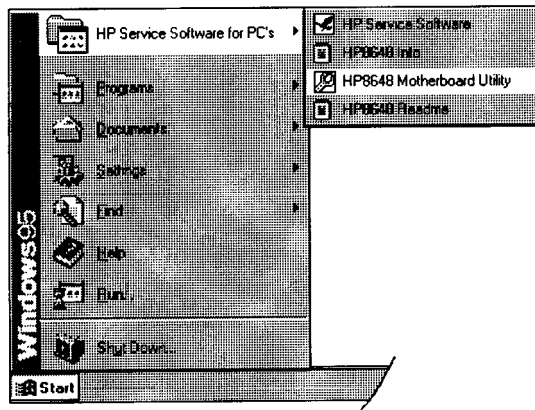 HP Service Software for PC's
Programs
Documents
Settings
Find
Help
Run...
Shut Down...
Windows95
Start
HP Service Software
HP8648 Info
HP8648 Motherboard Utility
HP8648 Readme